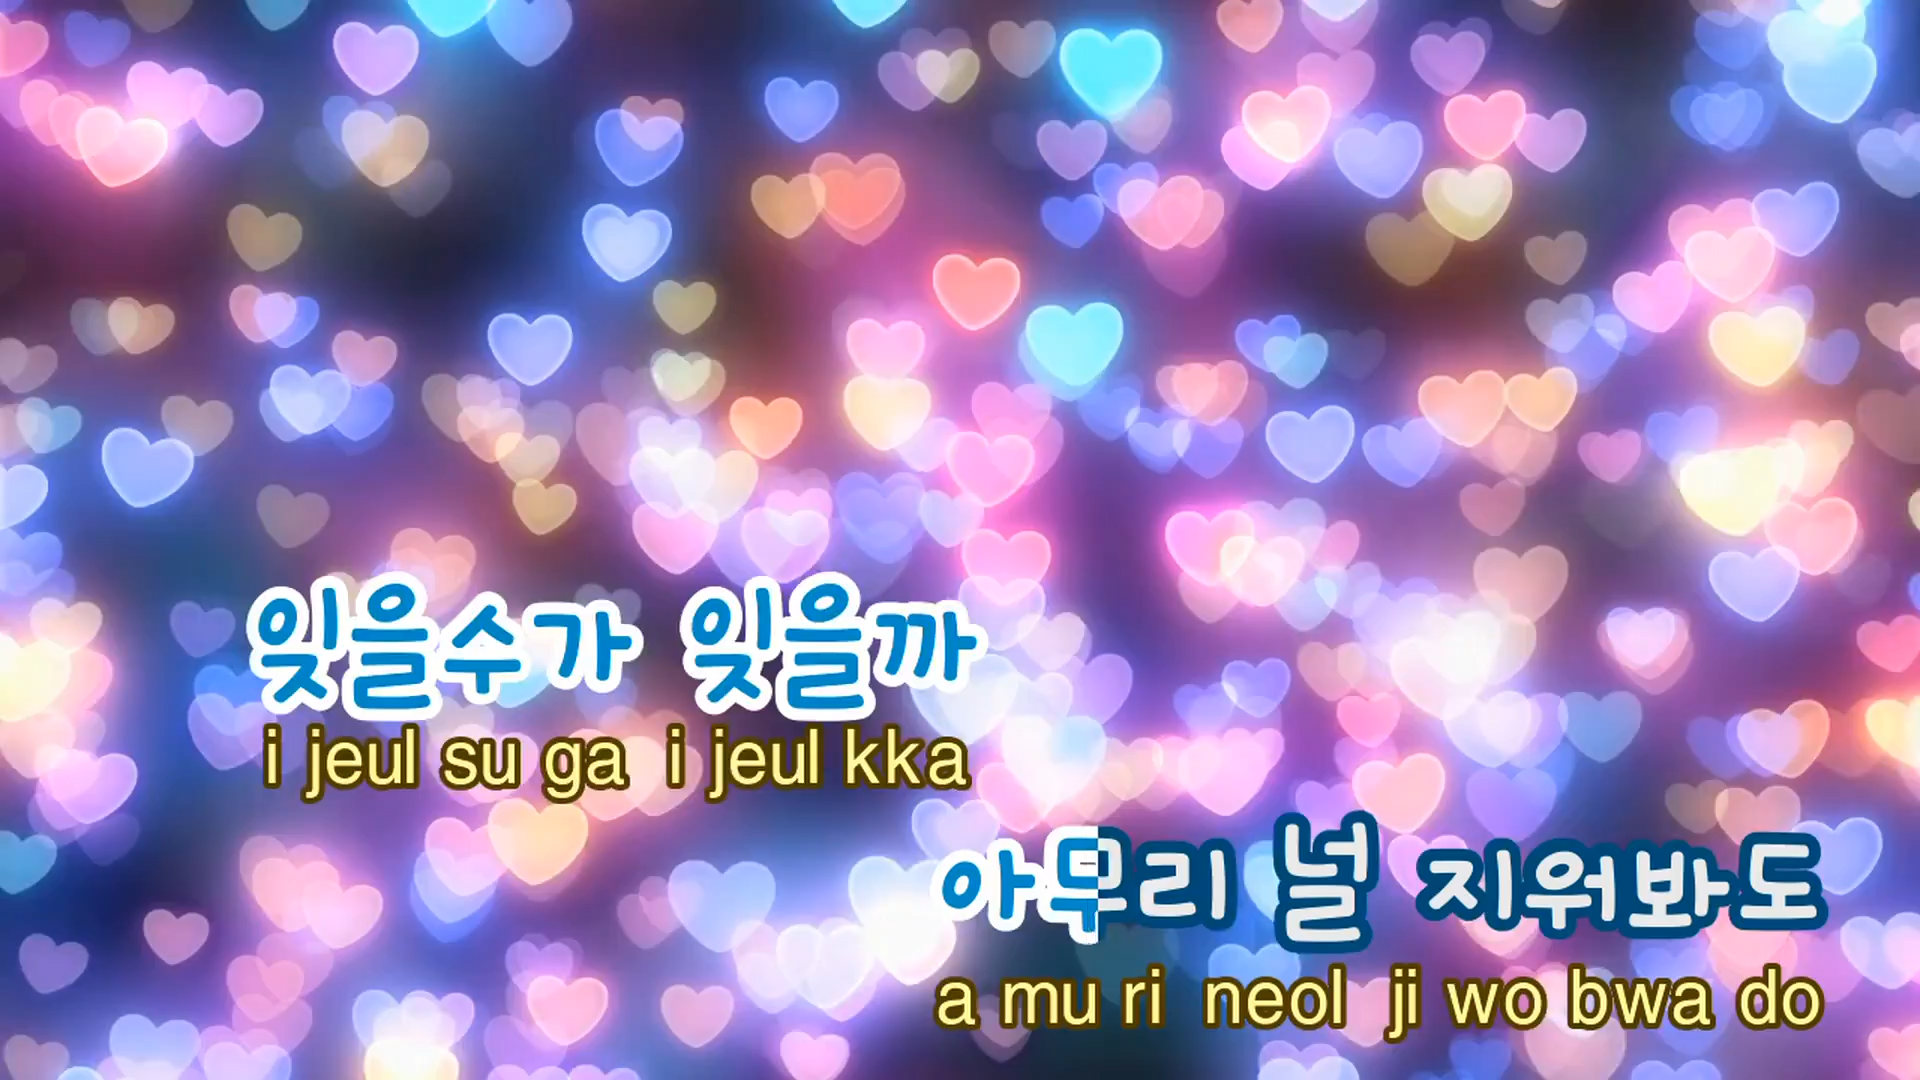 잊을수가 잊을까
i jeul su ga i jeul kka
아무리 널 지워봐도
a mu ri neol ji wo bwa do